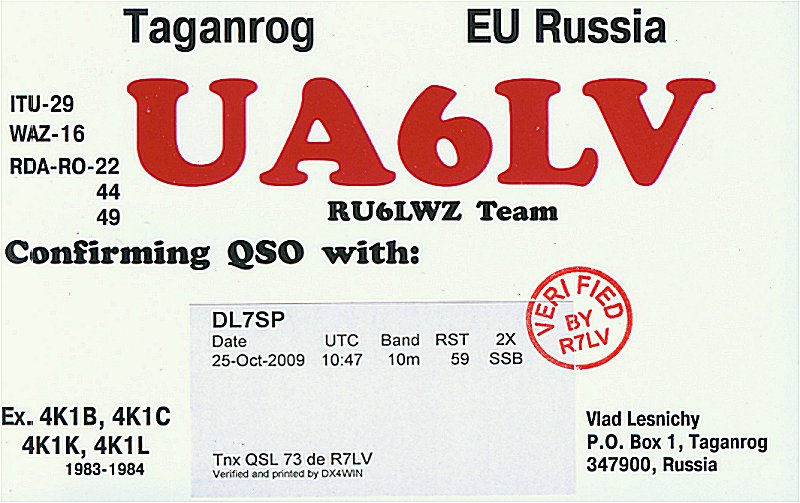 Taganrog EU Russia
UA6LV
ITU-29
WAZ-16
RDA-RO-22
44
49
RU6LWZ Team
Confirming QSO with:
VERIFIED
BY
R7LV
DL7SP
Date UTC Band RST 2X
25-Oct-2009 10:47 10m 59 SSB
Tnx QSL 73 de R7LV
Verified and printed by DX4WIN
Ex. 4K1B, 4K1C
4K1K, 4K1L
1983-1984
Vlad Lesnichy
P.O. Box 1, Taganrog
347900, Russia